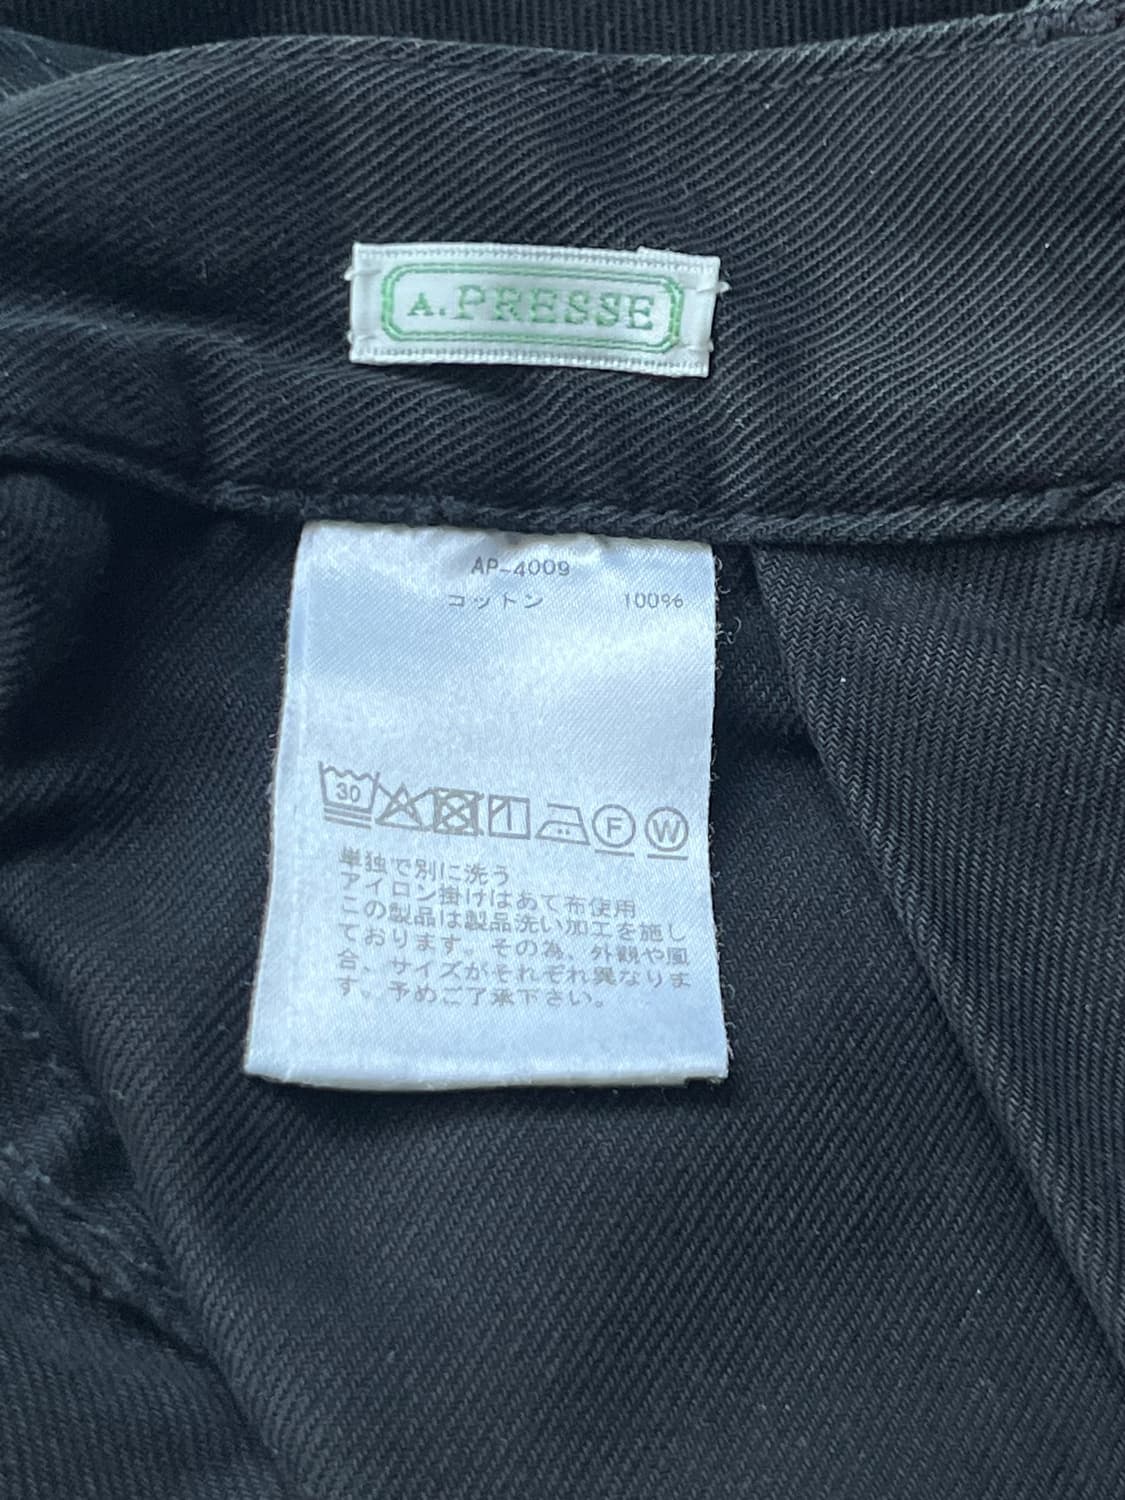 A.PRESSE
AP-4009
コットン 100%
30 F W
単独で別に洗う
アイロン掛けはあて布使用
この製品は製品洗い加工を施し
ております。その為、外観や風
合、サイズがそれぞれ異なりま
す。予めご了承下さい。